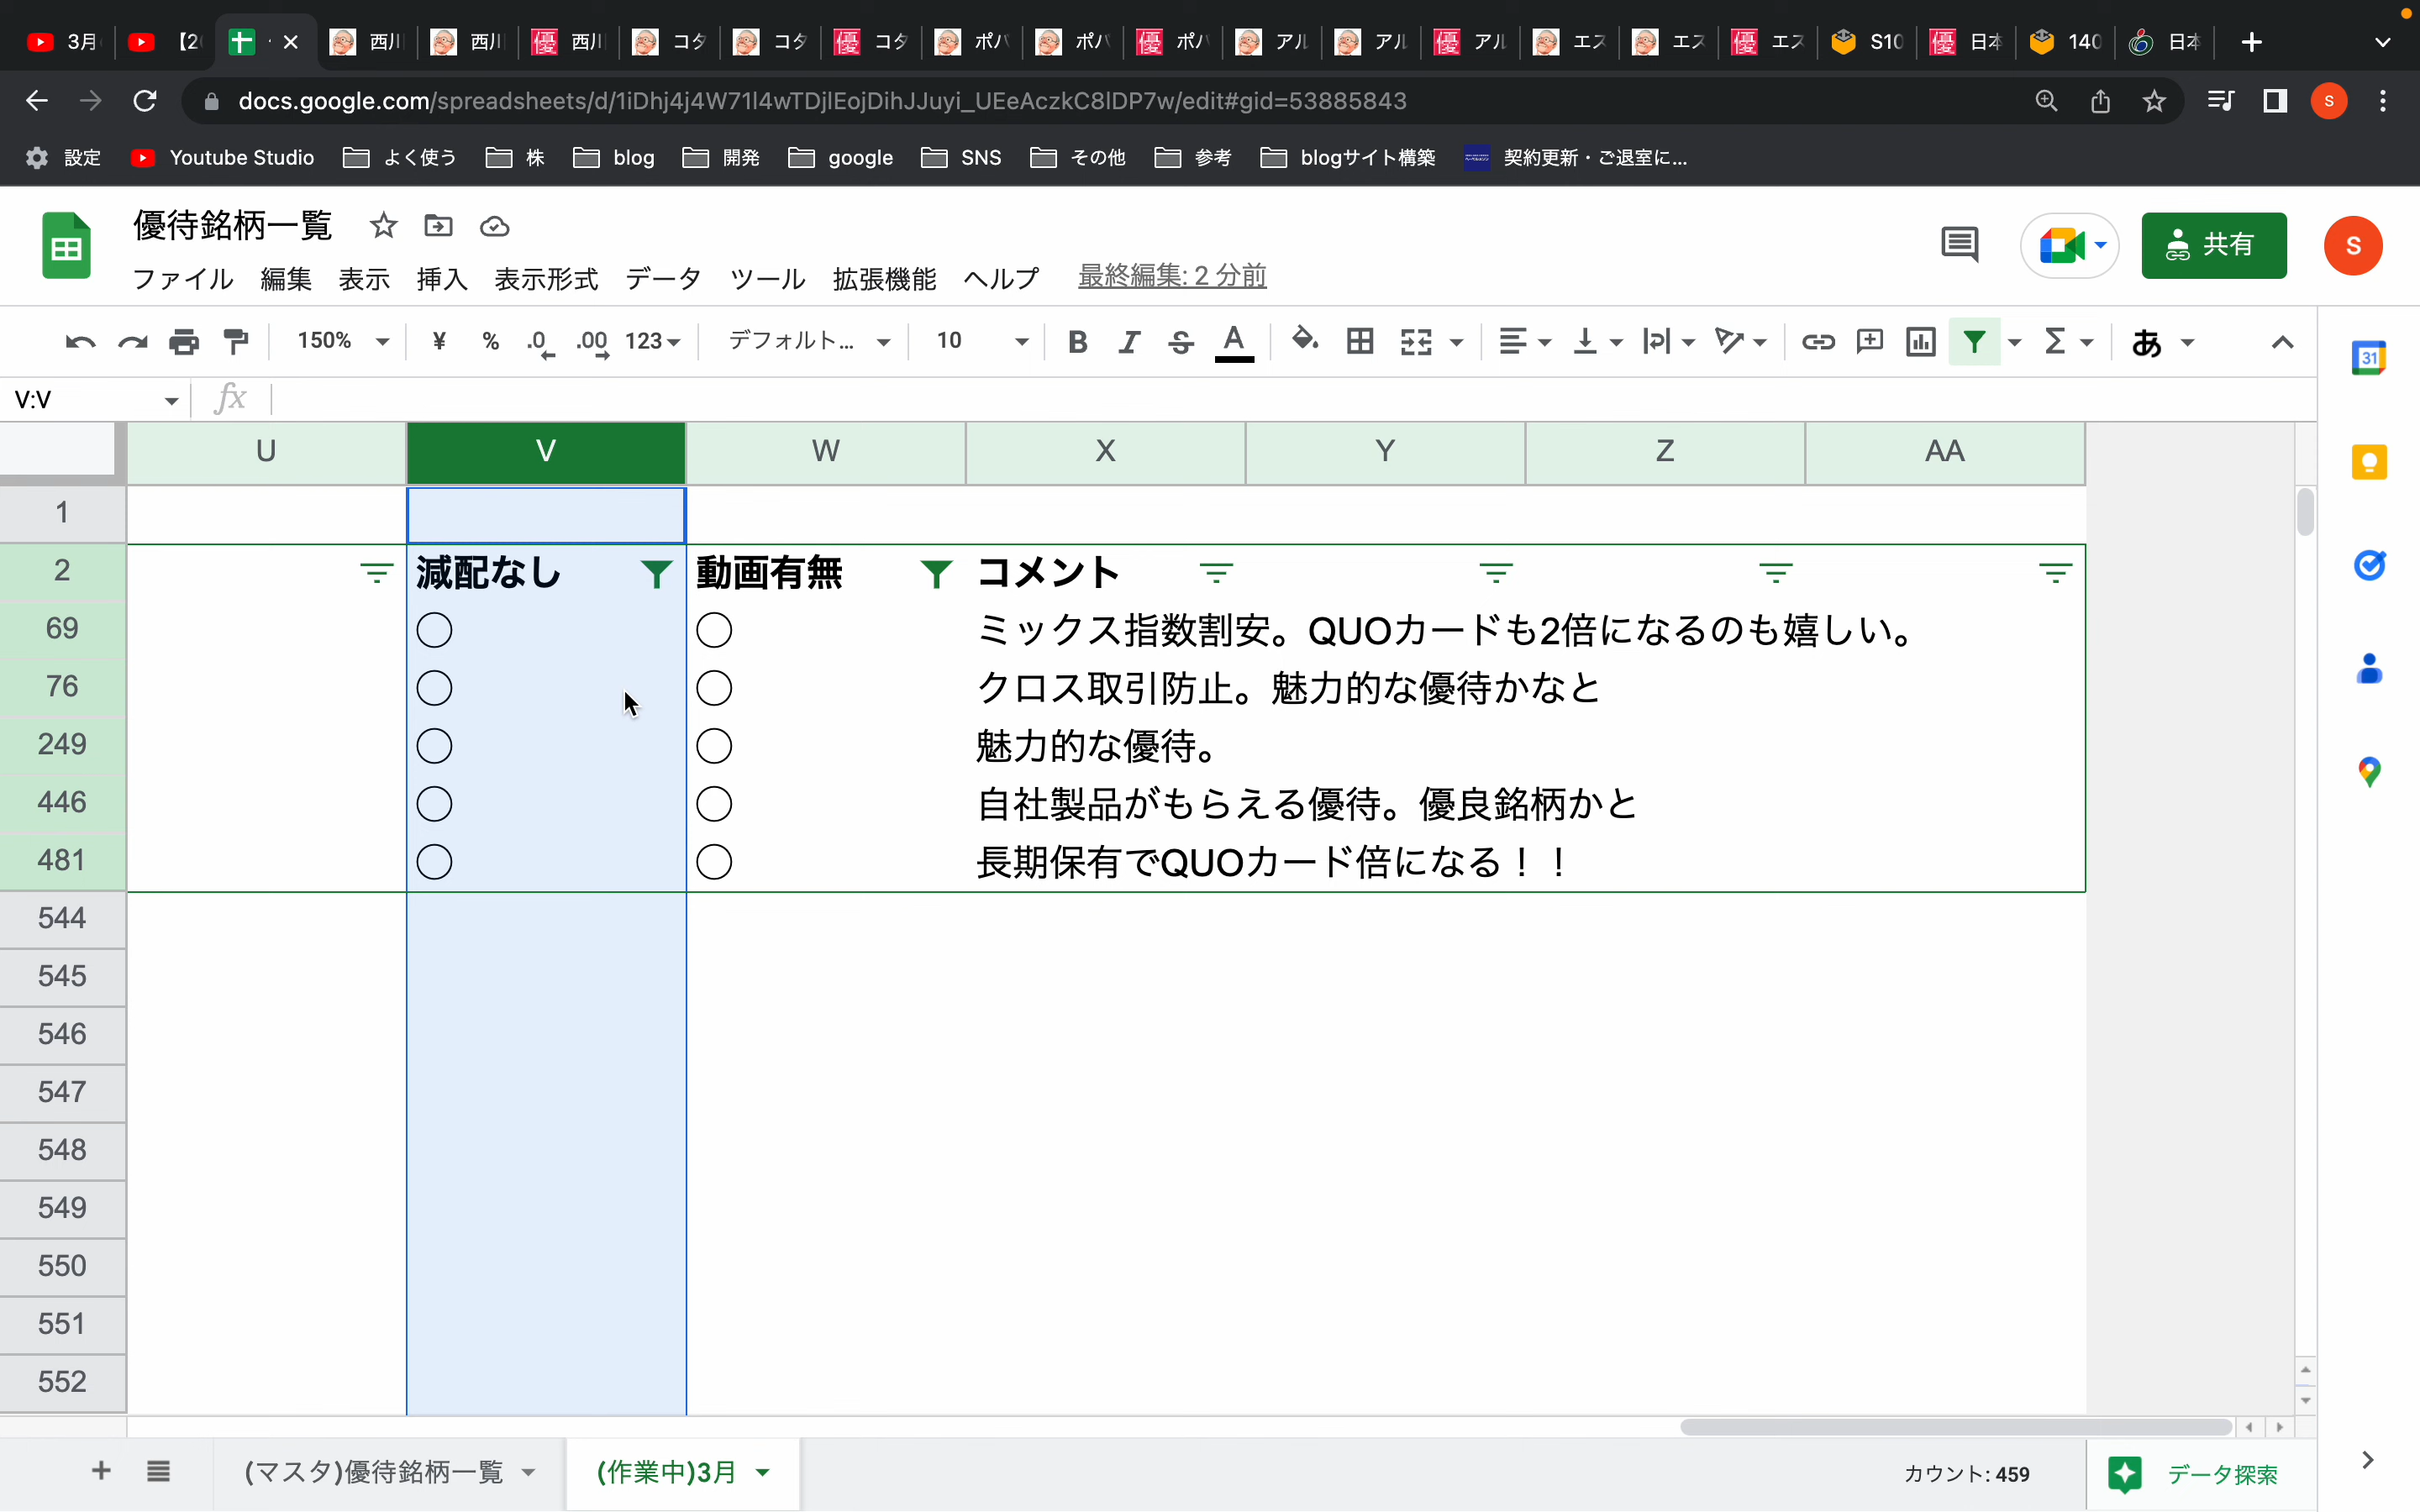 3月
【2
西川
西川
西川
コタ
コタ
コタ
ポパ
ポパ
ポパ
アル
アル
アル
エス
エス
エス
S10
日本
140
日本
docs.google.com/spreadsheets/d/1iDhj4j4W71I4wTDjlEojDihJJuyi_UEeAczkC8IDP7w/edit#gid=53885843
S
設定
Youtube Studio
よく使う
株
blog
開発
google
SNS
その他
参考
blogサイト構築
契約更新・ご退室に...
優待銘柄一覧
共有
S
ファイル 編集 表示 挿入 表示形式 データ ツール 拡張機能 ヘルプ 最終編集: 2 分前
150% ¥ % .0 .00 123 デフォルト... 10 B I S A あ
31
V:V fx
U V W X Y Z AA
1
2 減配なし 動画有無 コメント
69 〇 〇 ミックス指数割安。QUOカードも2倍になるのも嬉しい。
76 〇 〇 クロス取引防止。魅力的な優待かなと
249 〇 〇 魅力的な優待。
446 〇 〇 自社製品がもらえる優待。優良銘柄かと
481 〇 〇 長期保有でQUOカード倍になる！！
544
545
546
547
548
549
550
551
552
(マスタ)優待銘柄一覧
(作業中)3月
カウント: 459
データ探索